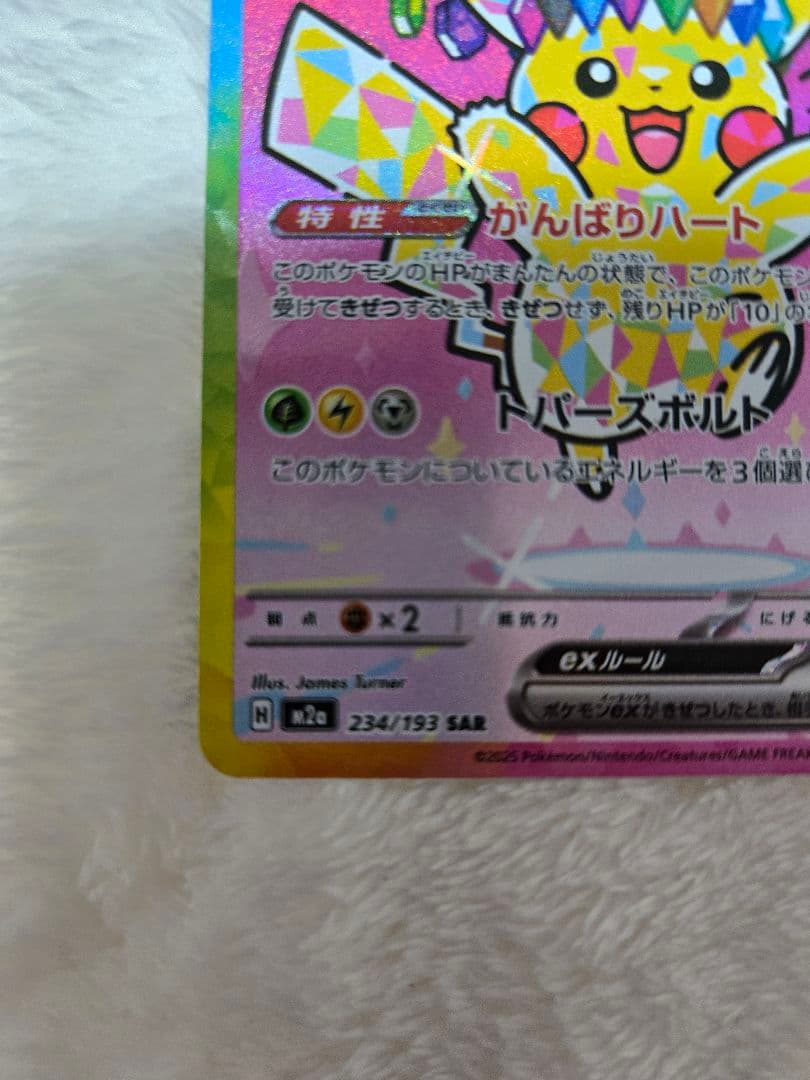 特性 がんばりハート
このポケモンのHPがまんたんの状態で、このポケモン
受けてきぜつするとき、きぜつせず、残りHPが「10」の
トパーズボルト
このポケモンについているエネルギーを3個選び
弱点 ×2 抵抗力 にげる
exルール
ポケモンexがきぜつしたとき、相
Illus. James Turner
H M2a 234/193 SAR
©2025 Pokémon/Nintendo/Creatures/GAME FREAK